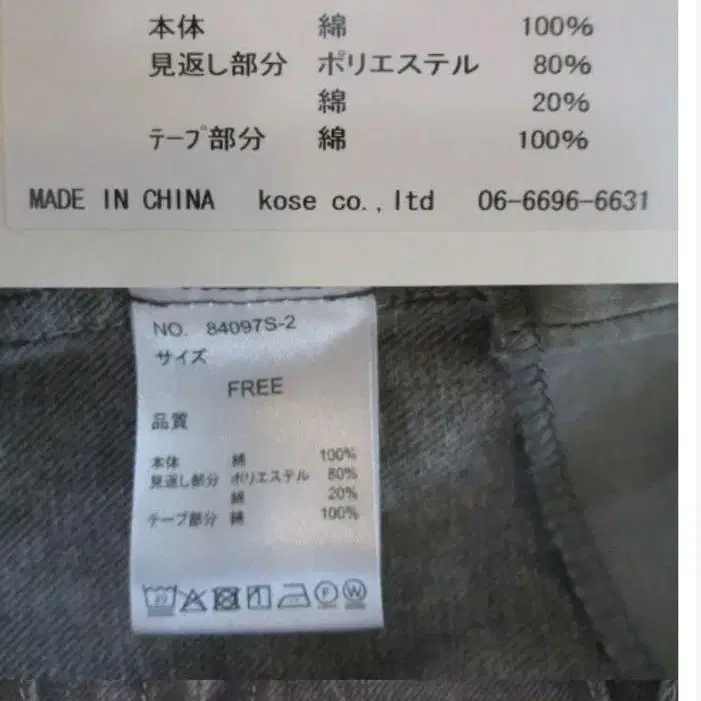 本体 綿 100%
見返し部分 ポリエステル 80%
綿 20%
テープ部分 綿 100%
MADE IN CHINA kose co.,ltd 06-6696-6631
NO. 84097S-2
サイズ
FREE
品質
本体 綿 100%
見返し部分 ポリエステル 80%
綿 20%
テープ部分 綿 100%
F W